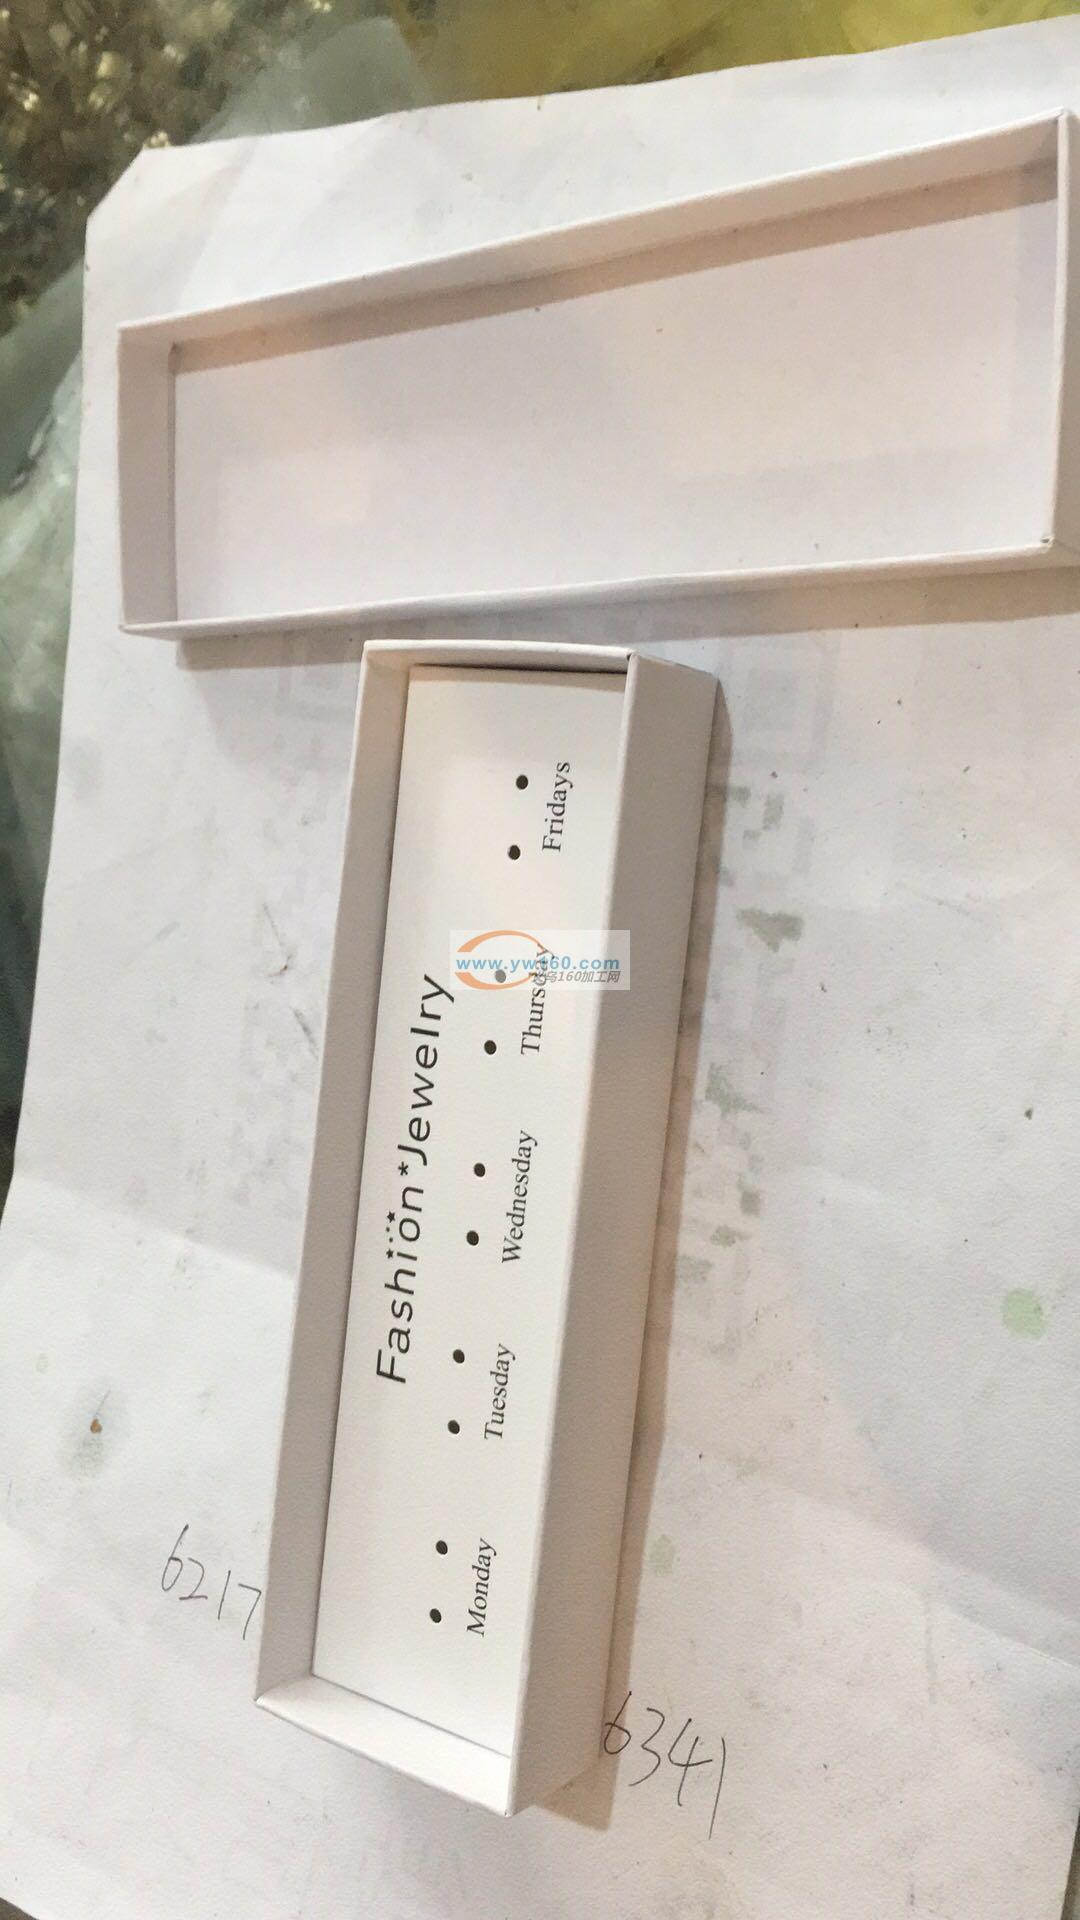 Fashion*Jewelry
Monday
Tuesday
Wednesday
Thursday
Fridays
www.yw160.com
义乌160加工网
6217
6341